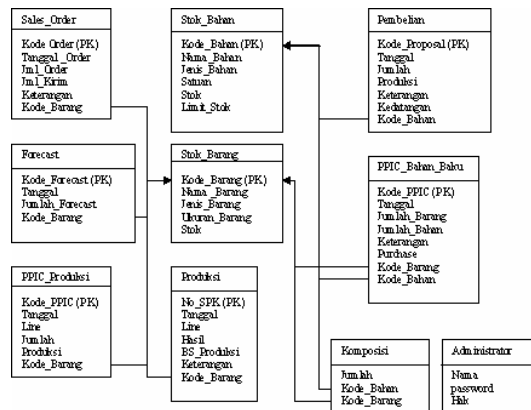 Sales_Order
Kode Order (PK)
Tanggal_Order
Jml_Order
Jml_Kirim
Keterangan
Kode_Barang
Stok_Bahan
Kode_Bahan (PK)
Nama_Bahan
Jenis_Bahan
Satuan
Stok
Limit_Stok
Pembelian
Kode_Proposal (PK)
Tanggal
Jumlah
Produksi
Keterangan
Kedatangan
Kode_Bahan
Forecast
Kode_Forecast (PK)
Tanggal
Jumlah_Forecast
Kode_Barang
Stok_Barang
Kode_Barang (PK)
Nama_Barang
Jenis_Barang
Ukuran_Barang
Stok
PPIC_Bahan_Baku
Kode_PPIC (PK)
Tanggal
Jumlah_Barang
Jumlah_Bahan
Keterangan
Purchase
Kode_Barang
Kode_Bahan
PPIC_Produksi
Kode_PPIC (PK)
Tanggal
Line
Jumlah
Produksi
Kode_Barang
Produksi
No_SPK (PK)
Tanggal
Line
Hasil
BS_Produksi
Keterangan
Kode_Barang
Komposisi
Jumlah
Kode_Bahan
Kode_Barang
Administrator
Nama
password
Hak